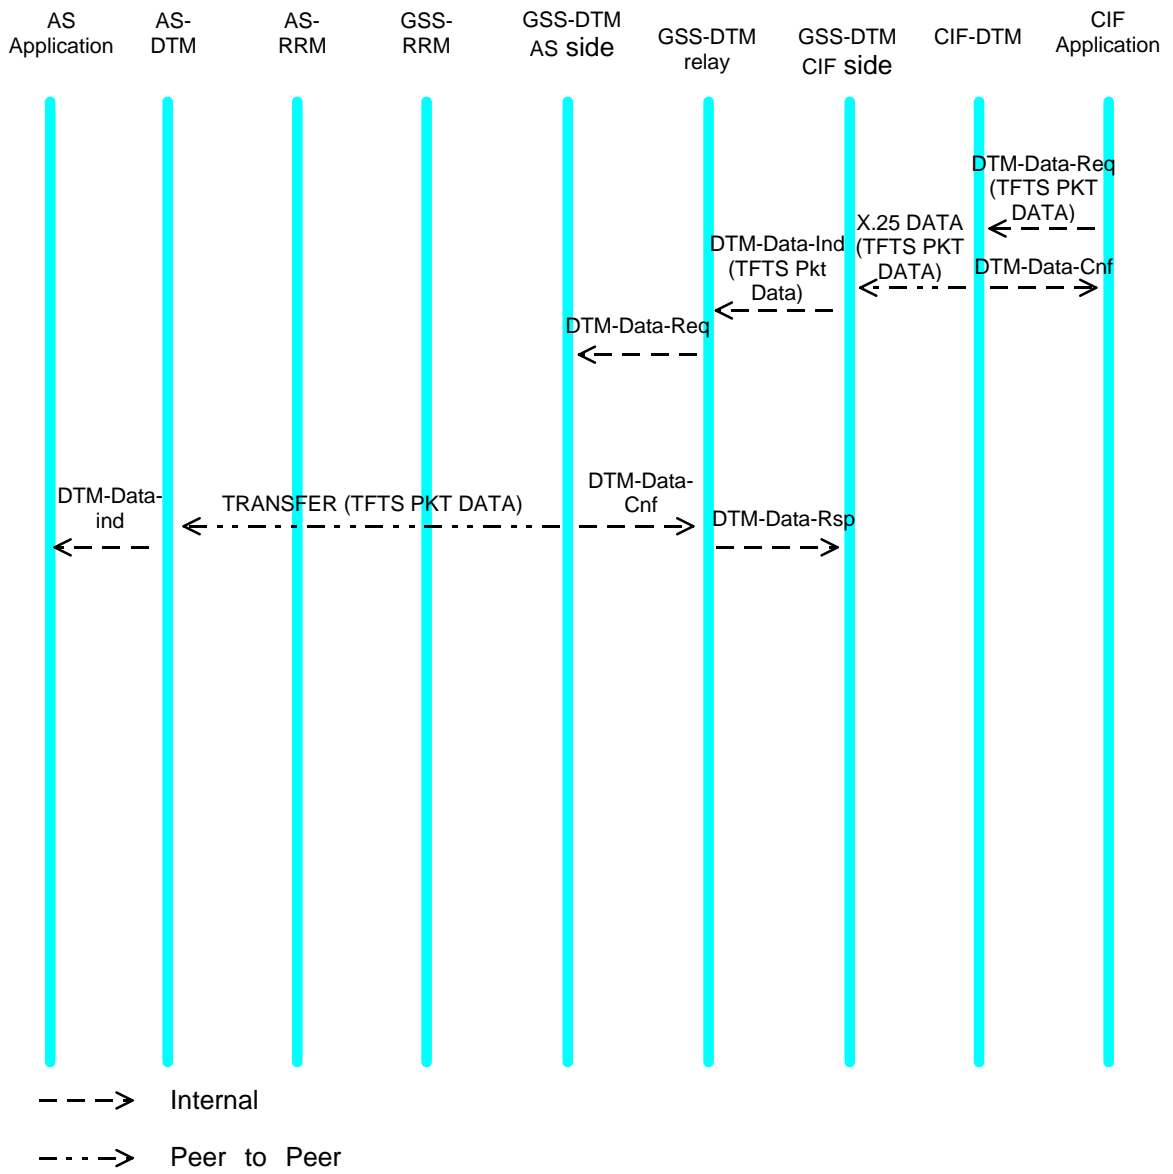 AS
Application
AS-
DTM
AS-
RRM
GSS-
RRM
GSS-DTM
AS side
GSS-DTM
relay
GSS-DTM
CIF side
CIF-DTM
CIF
Application
DTM-Data-Req
(TFTS PKT
DATA)
X.25 DATA
(TFTS PKT
DATA)
DTM-Data-Cnf
DTM-Data-Ind
(TFTS Pkt
Data)
DTM-Data-Req
DTM-Data-
ind
TRANSFER (TFTS PKT DATA)
DTM-Data-
Cnf
DTM-Data-Rsp
Internal
Peer to Peer